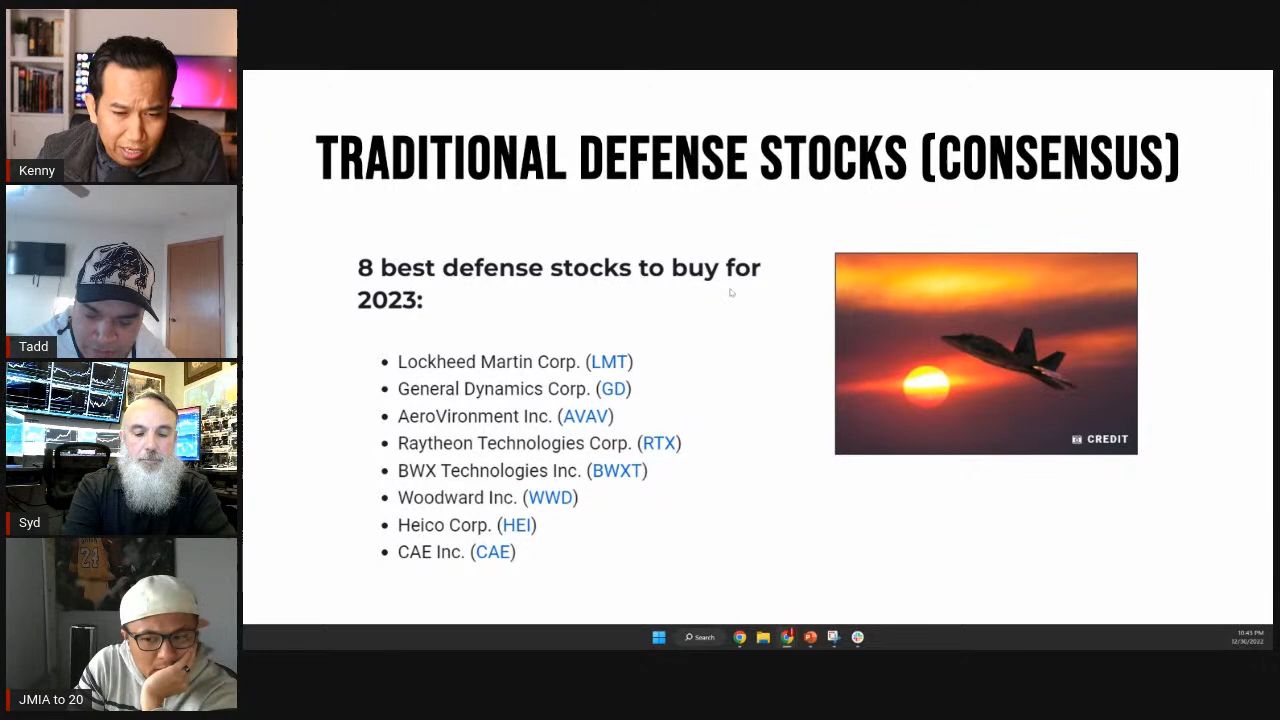 Kenny
Tadd
Syd
24
JMIA to 20
TRADITIONAL DEFENSE STOCKS (CONSENSUS)
8 best defense stocks to buy for
2023:
Lockheed Martin Corp. (LMT)
General Dynamics Corp. (GD)
AeroVironment Inc. (AVAV)
Raytheon Technologies Corp. (RTX)
BWX Technologies Inc. (BWXT)
Woodward Inc. (WWD)
Heico Corp. (HEI)
CAE Inc. (CAE)
CREDIT
Search
10:45 PM
12/30/2022